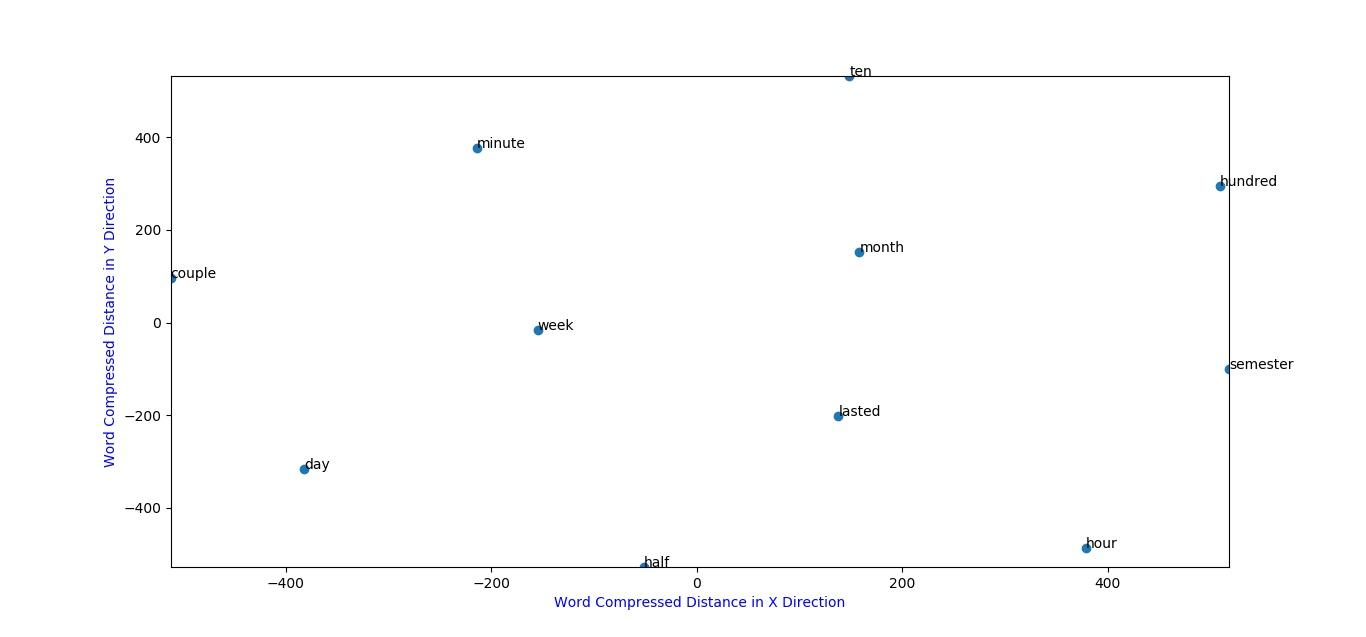 ten
400
minute
hundred
200
month
couple
0
week
semester
−200
lasted
day
−400
hour
half
−400
−200
0
200
400
Word Compressed Distance in X Direction
Word Compressed Distance in Y Direction